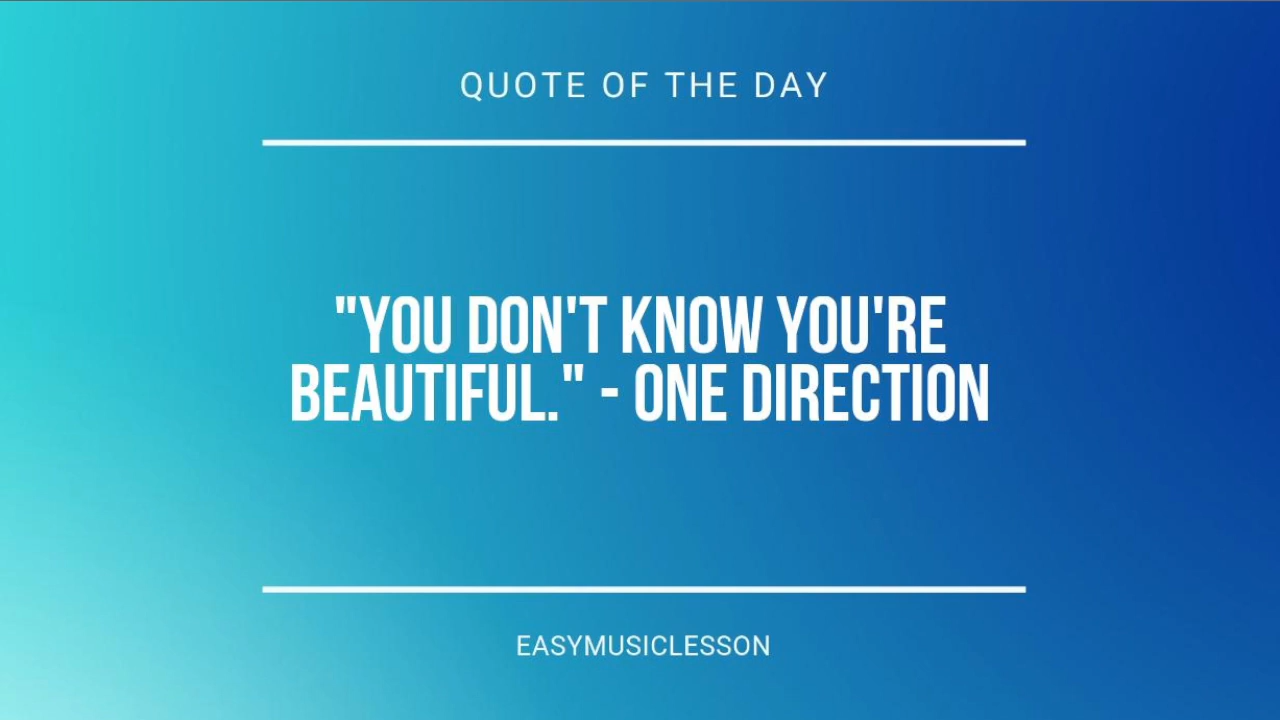 QUOTE OF THE DAY
"YOU DON'T KNOW YOU'RE
BEAUTIFUL." - ONE DIRECTION
EASYMUSICLESSON